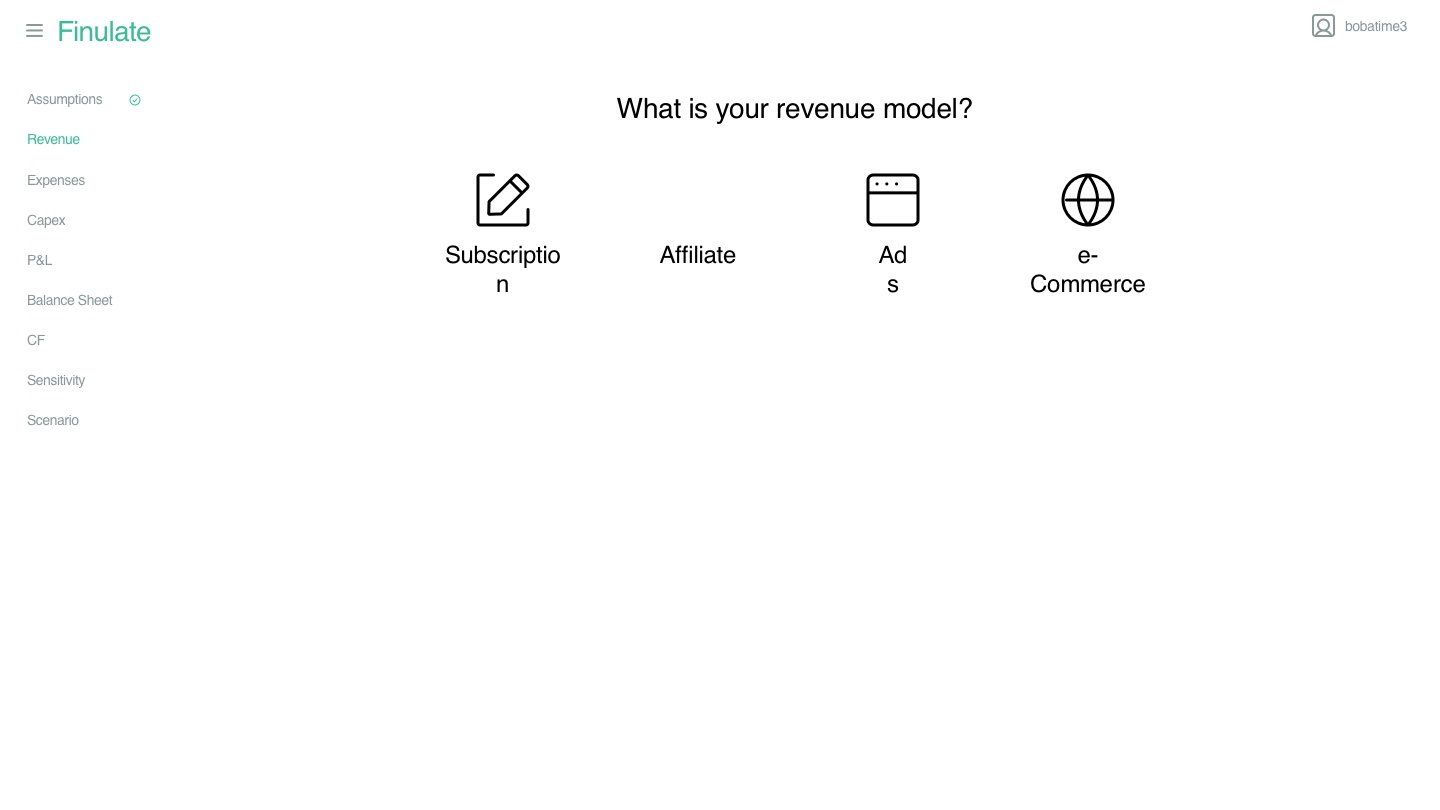 Finulate
bobatime3
Assumptions
Revenue
Expenses
Capex
P&L
Balance Sheet
CF
Sensitivity
Scenario
What is your revenue model?
Subscriptio
n
Affiliate
Ad
s
e-
Commerce